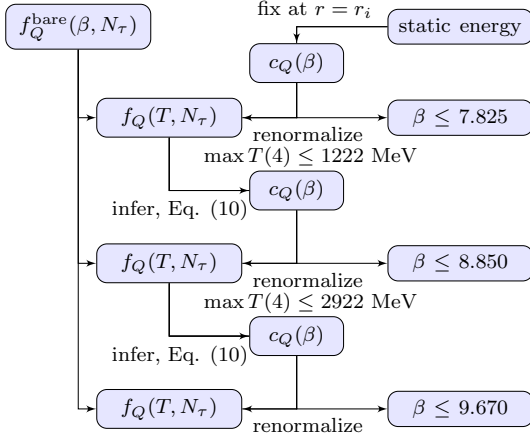 fix at r = r_i
f_Q^bare(β, N_τ)
static energy
c_Q(β)
f_Q(T, N_τ)
β ≤ 7.825
renormalize
max T(4) ≤ 1222 MeV
c_Q(β)
infer, Eq. (10)
f_Q(T, N_τ)
β ≤ 8.850
renormalize
max T(4) ≤ 2922 MeV
c_Q(β)
infer, Eq. (10)
f_Q(T, N_τ)
β ≤ 9.670
renormalize